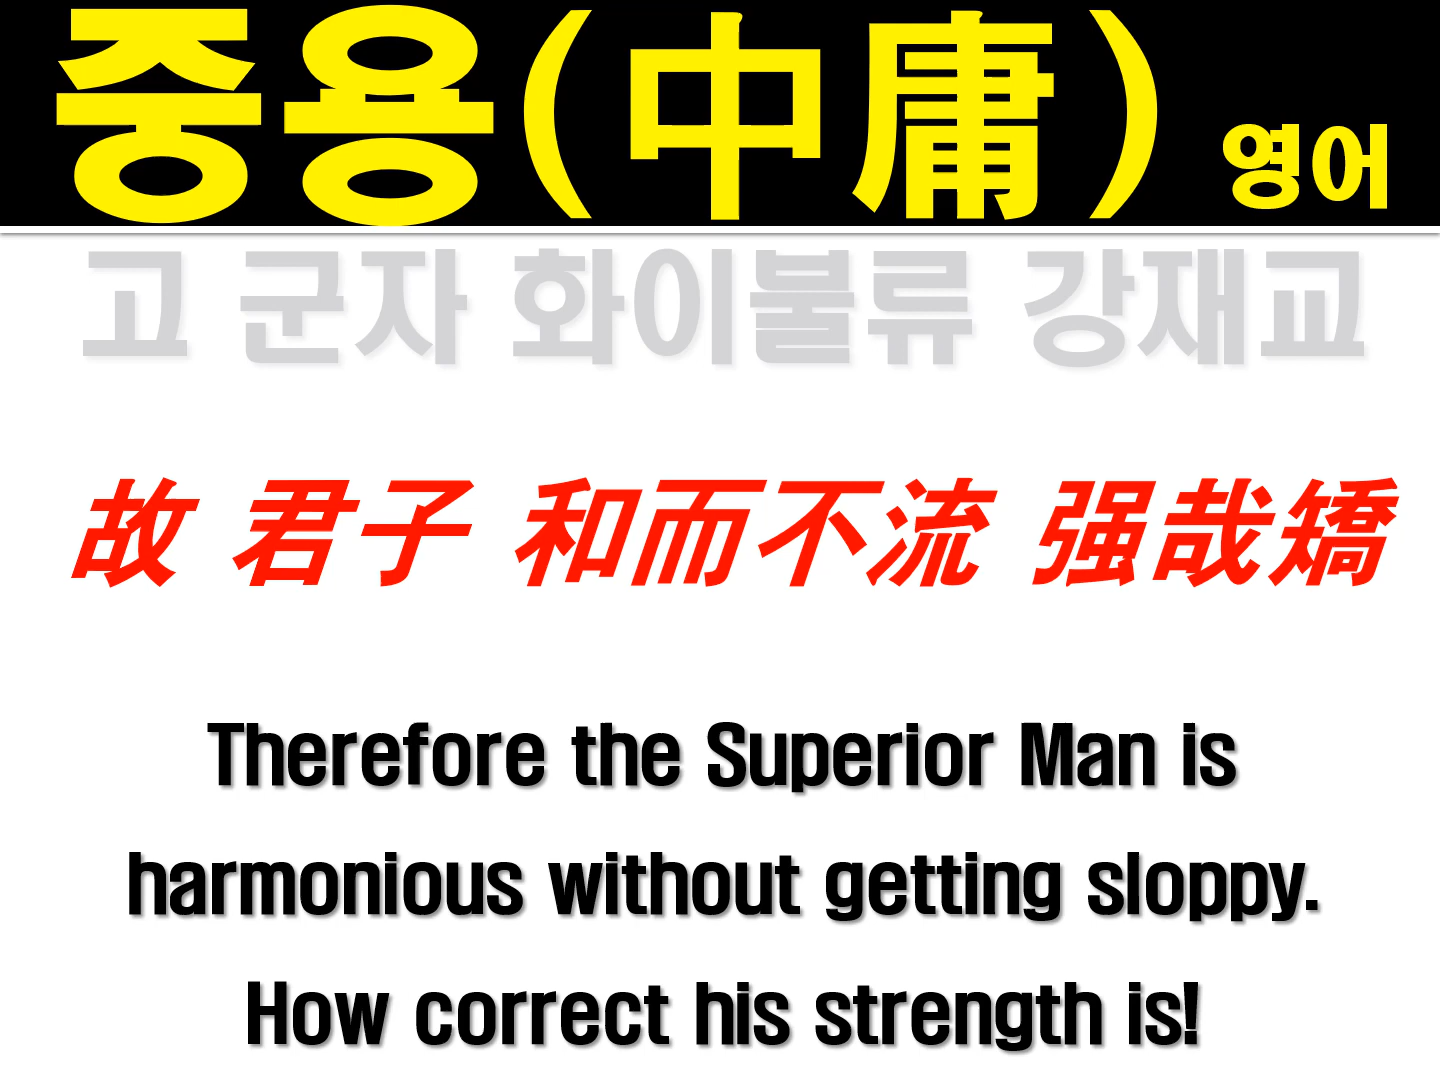 중용(中庸) 영어
고 군자 화이불류 강재교
故 君子 和而不流 强哉矯
Therefore the Superior Man is
harmonious without getting sloppy.
How correct his strength is!